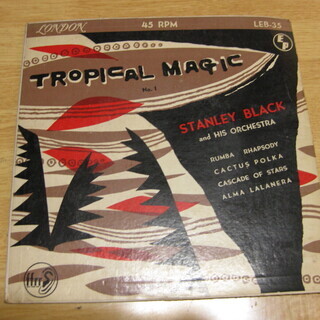 LONDON 45 RPM LEB-35
EP
TROPICAL MAGIC
No. 1
STANLEY BLACK
and HIS ORCHESTRA
RUMBA RHAPSODY
CACTUS POLKA
CASCADE OF STARS
ALMA LALANERA